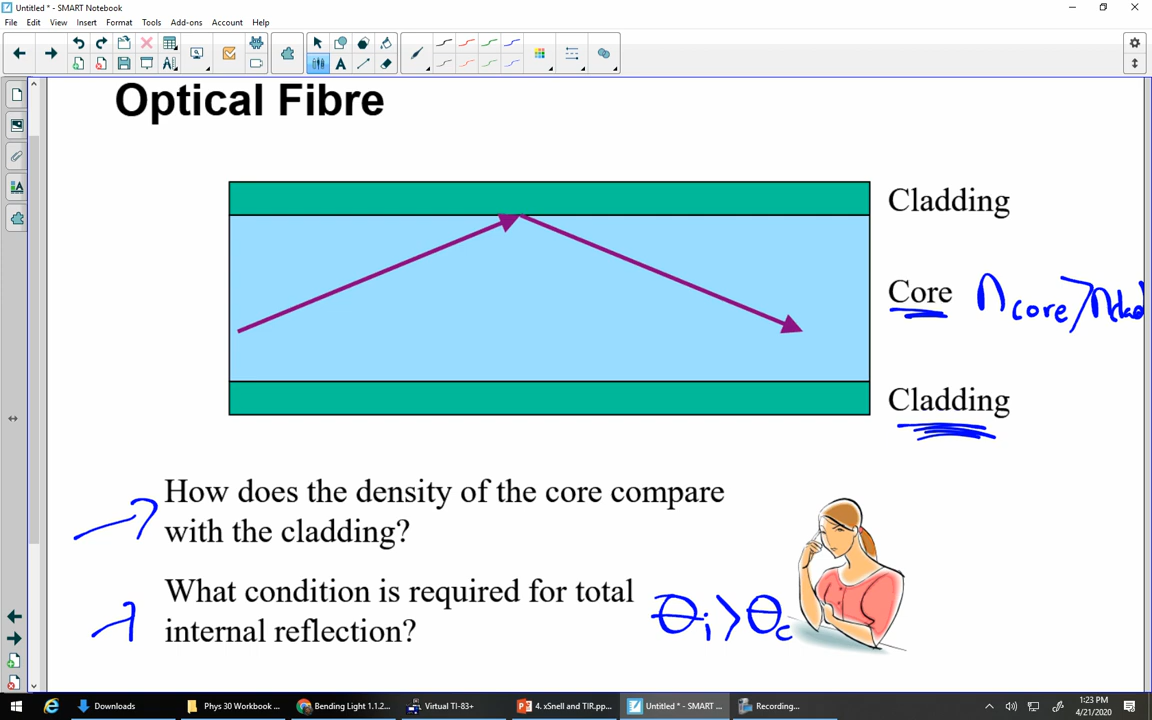 Untitled * - SMART Notebook
File Edit View Insert Format Tools Add-ons Account Help
Optical Fibre
Cladding
Core n core > n clad
Cladding
How does the density of the core compare
with the cladding?
What condition is required for total
internal reflection? θi > θc
Downloads Phys 30 Workbook ... Bending Light 1.1.2... Virtual TI-83+ 4. xSnell and TIR.pp... Untitled * - SMART ... Recording...
1:23 PM
4/21/2020